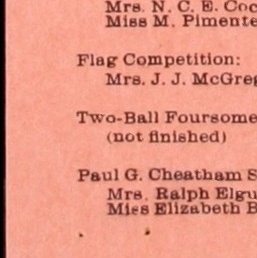 Mrs. N. C. E. Coc
Miss M. Pimente
Flag Competition:
Mrs. J. J. McGreg
Two-Ball Foursome
(not finished)
Paul G. Cheatham S
Mrs. Ralph Elgu
Miss Elizabeth B